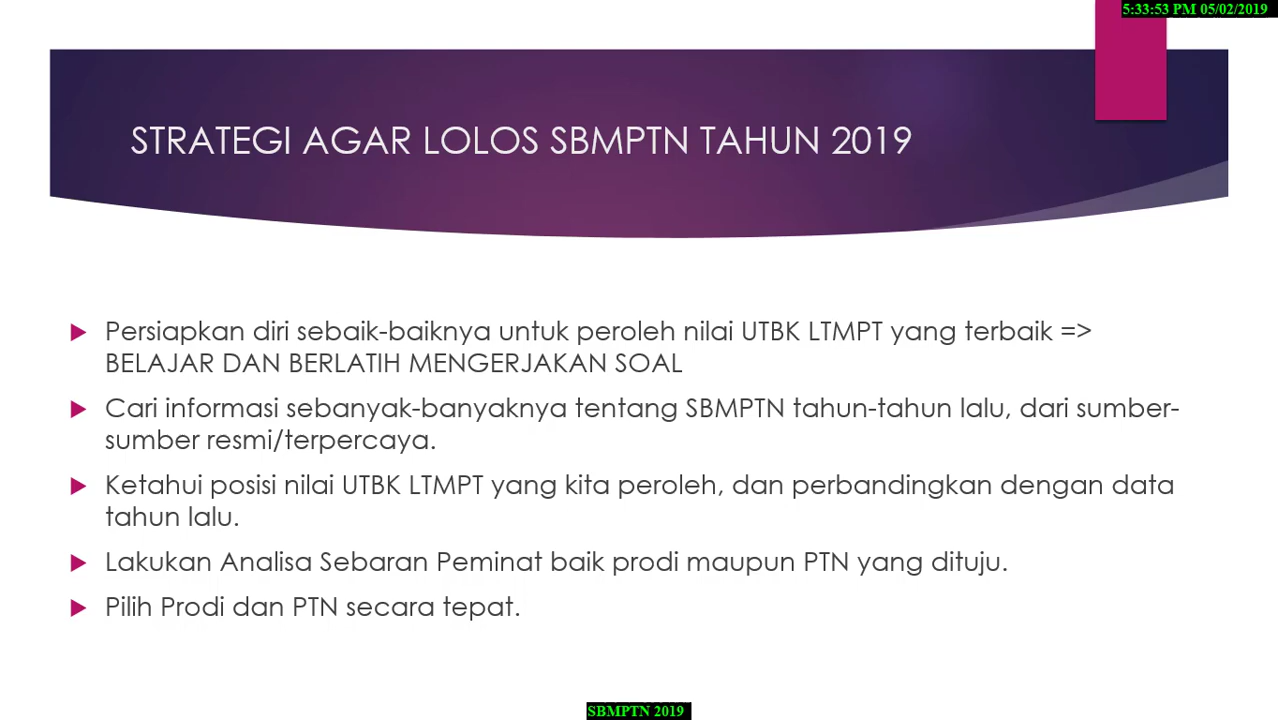 5:33:53 PM 05/02/2019
STRATEGI AGAR LOLOS SBMPTN TAHUN 2019
Persiapkan diri sebaik-baiknya untuk peroleh nilai UTBK LTMPT yang terbaik =>
BELAJAR DAN BERLATIH MENGERJAKAN SOAL
Cari informasi sebanyak-banyaknya tentang SBMPTN tahun-tahun lalu, dari sumber-
sumber resmi/terpercaya.
Ketahui posisi nilai UTBK LTMPT yang kita peroleh, dan perbandingkan dengan data
tahun lalu.
Lakukan Analisa Sebaran Peminat baik prodi maupun PTN yang dituju.
Pilih Prodi dan PTN secara tepat.
SBMPTN 2019